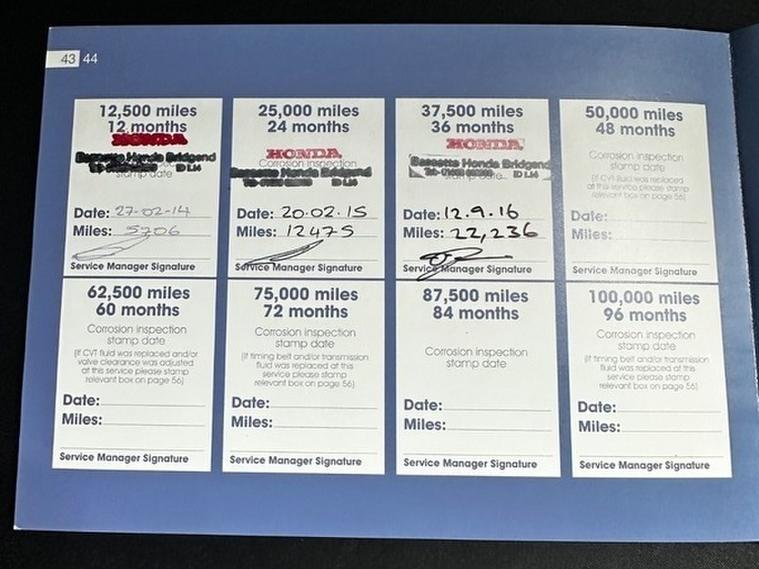 43 44
12,500 miles
12 months
HONDA
Bassetts Honda Bridgend
ID L14
stamp date
Date: 27-02-14
Miles: 5706
Service Manager Signature
25,000 miles
24 months
HONDA
Corrosion inspection
Bassetts Honda Bridgend
ID L14
Date: 20.02.15
Miles: 12475
Service Manager Signature
37,500 miles
36 months
HONDA
Bassetts Honda Bridgend
ID L14
stamp date
Date: 12.9.16
Miles: 22,236
Service Manager Signature
50,000 miles
48 months
Corrosion inspection
stamp date
(If CVT fluid was replaced
at this service please stamp
relevant box on page 56)
Date:
Miles:
Service Manager Signature
62,500 miles
60 months
Corrosion inspection
stamp date
(If CVT fluid was replaced and/or
valve clearance was adjusted
at this service please stamp
relevant box on page 56)
Date:
Miles:
Service Manager Signature
75,000 miles
72 months
Corrosion inspection
stamp date
(If timing belt and/or transmission
fluid was replaced at this
service please stamp
relevant box on page 56)
Date:
Miles:
Service Manager Signature
87,500 miles
84 months
Corrosion inspection
stamp date
Date:
Miles:
Service Manager Signature
100,000 miles
96 months
Corrosion inspection
stamp date
(If timing belt and/or transmission
fluid was replaced at this
service please stamp
relevant box on page 56)
Date:
Miles:
Service Manager Signature